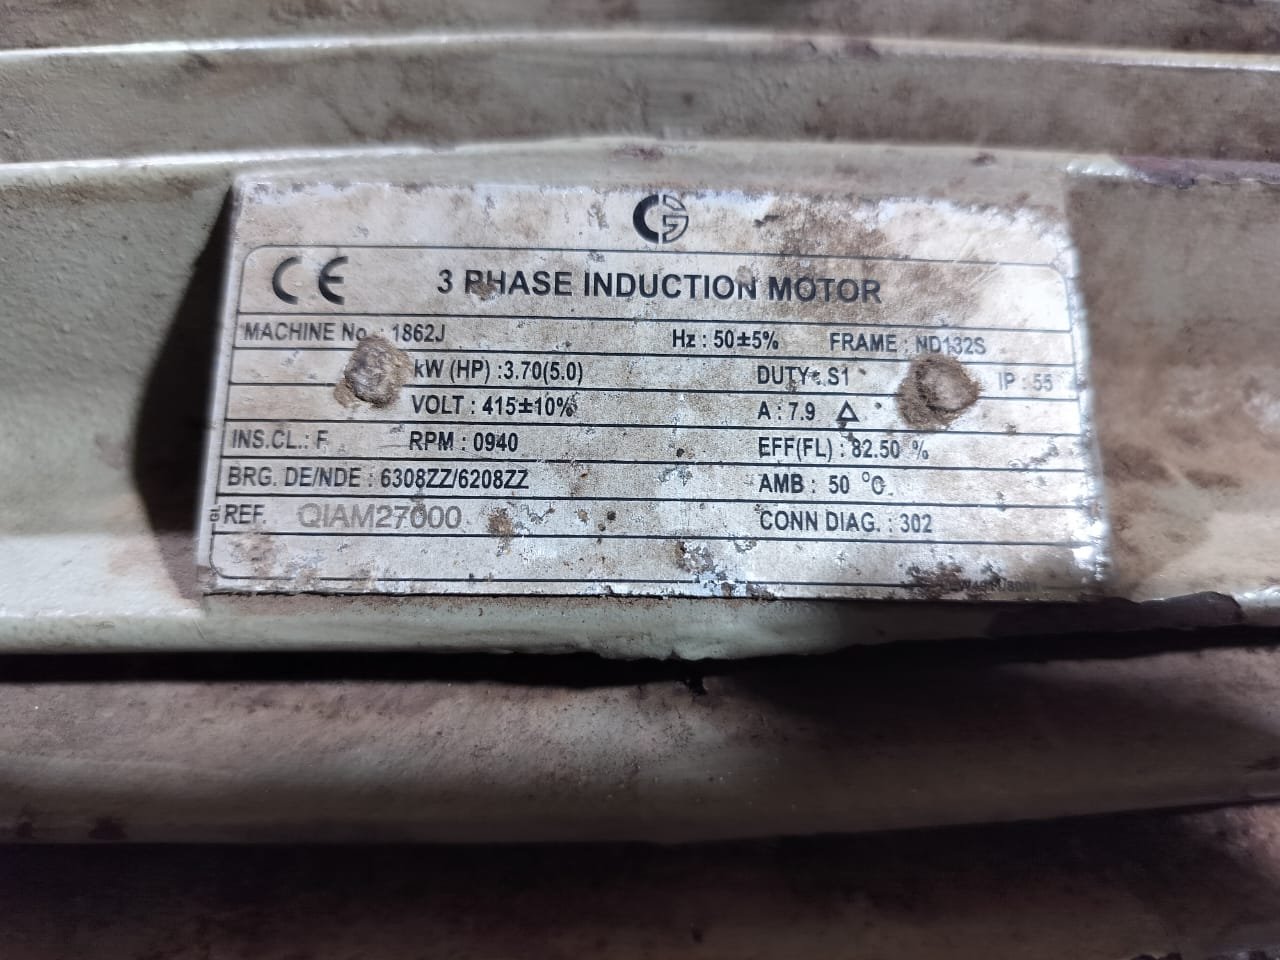 CG
CE
3 PHASE INDUCTION MOTOR
MACHINE No. : 1862J Hz : 50±5% FRAME : ND132S
kW (HP) :3.70(5.0) DUTY : S1 IP : 55
VOLT : 415±10% A : 7.9 △
INS.CL.: F RPM : 0940 EFF(FL) : 82.50 %
BRG. DE/NDE : 6308ZZ/6208ZZ AMB : 50 °C.
REF. QIAM27000 CONN DIAG. : 302